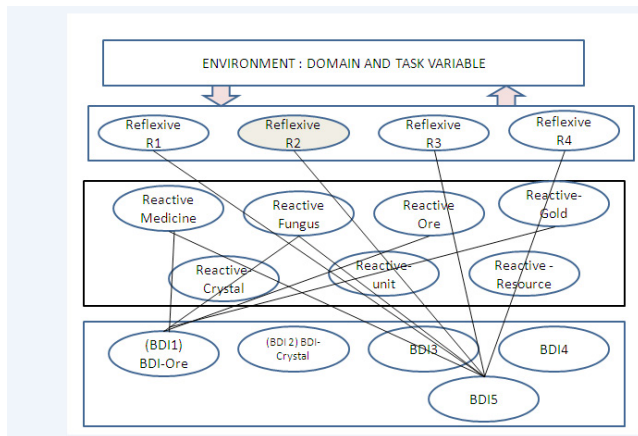 ENVIRONMENT : DOMAIN AND TASK VARIABLE
Reflexive
R1
Reflexive
R2
Reflexive
R3
Reflexive
R4
Reactive
Medicine
Reactive
Fungus
Reactive
Ore
Reactive-
Gold
Reactive-
Crystal
Reactive-
unit
Reactive -
Resource
(BDI1)
BDI-Ore
(BDI 2) BDI-
Crystal
BDI3
BDI4
BDI5